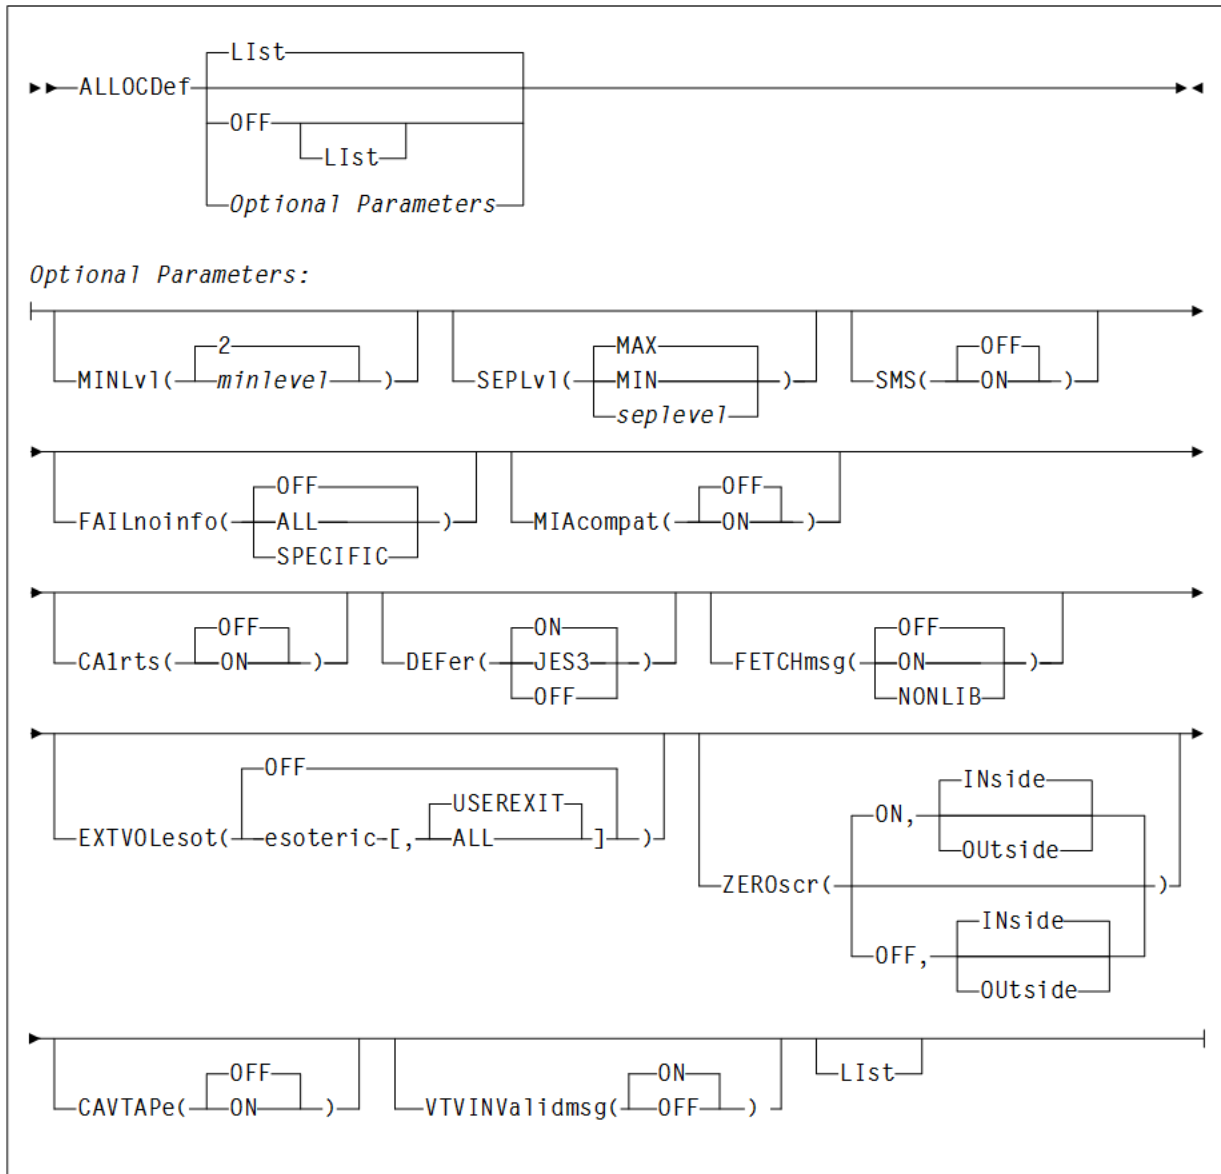 LIst
ALLOCDef
OFF
LIst
Optional Parameters
Optional Parameters:
2
MINLvl( minlevel )
MAX
SEPLvl( MIN )
seplevel
OFF
SMS( ON )
OFF
FAILnoinfo( ALL )
SPECIFIC
OFF
MIAcompat( ON )
OFF
CA1rts( ON )
ON
DEFer( JES3 )
OFF
OFF
FETCHmsg( ON )
NONLIB
OFF
USEREXIT
EXTVOLesot( esoteric [, ALL ] )
INside
ON,
OUtside
ZEROscr( )
INside
OFF,
OUtside
OFF
CAVTAPe( ON )
ON
VTVINValidmsg( OFF )
LIst